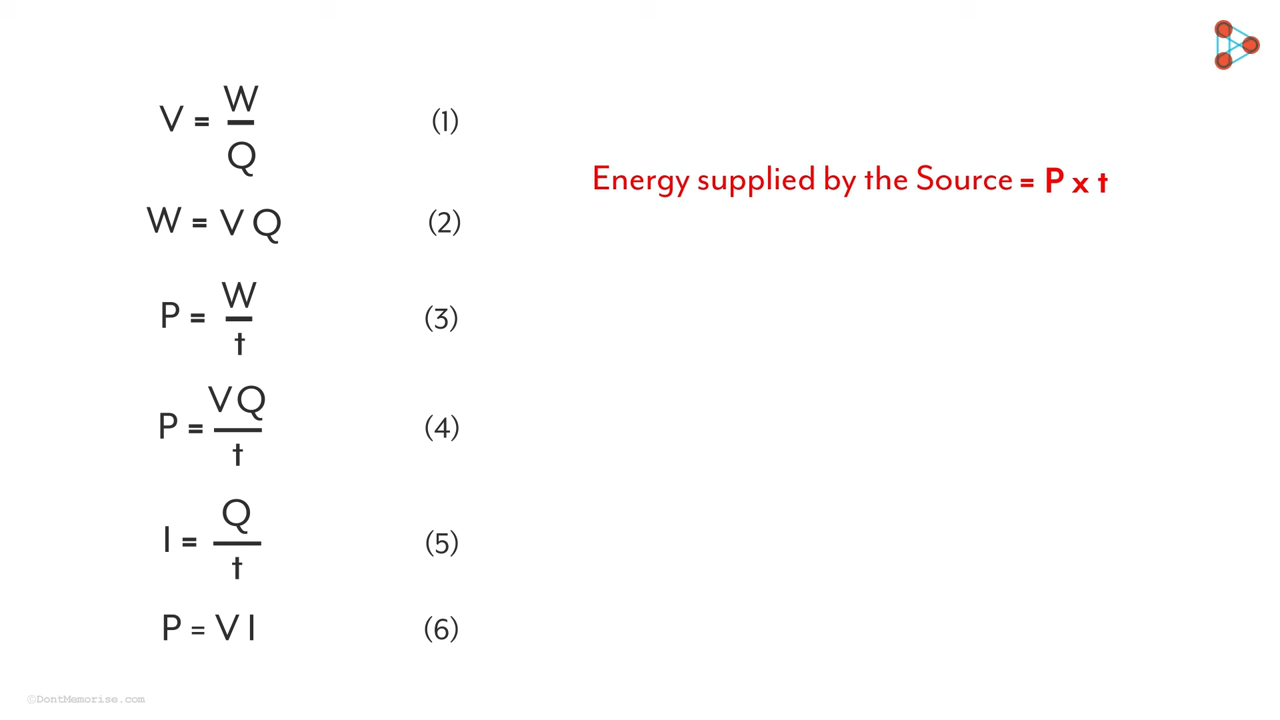 V = W/Q (1)
Energy supplied by the Source = P x t
W = V Q (2)
P = W/t (3)
P = VQ/t (4)
I = Q/t (5)
P = V I (6)
©DontMemorise.com